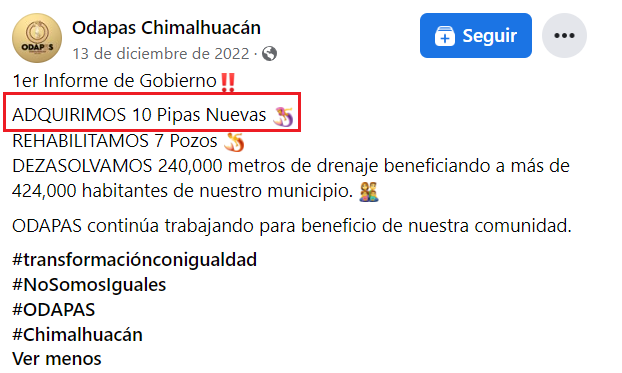 ODAPAS
Odapas Chimalhuacán
13 de diciembre de 2022 ·
Seguir
1er Informe de Gobierno‼️
ADQUIRIMOS 10 Pipas Nuevas
REHABILITAMOS 7 Pozos
DEZASOLVAMOS 240,000 metros de drenaje beneficiando a más de
424,000 habitantes de nuestro municipio.
ODAPAS continúa trabajando para beneficio de nuestra comunidad.
#transformaciónconigualdad
#NoSomosIguales
#ODAPAS
#Chimalhuacán
Ver menos